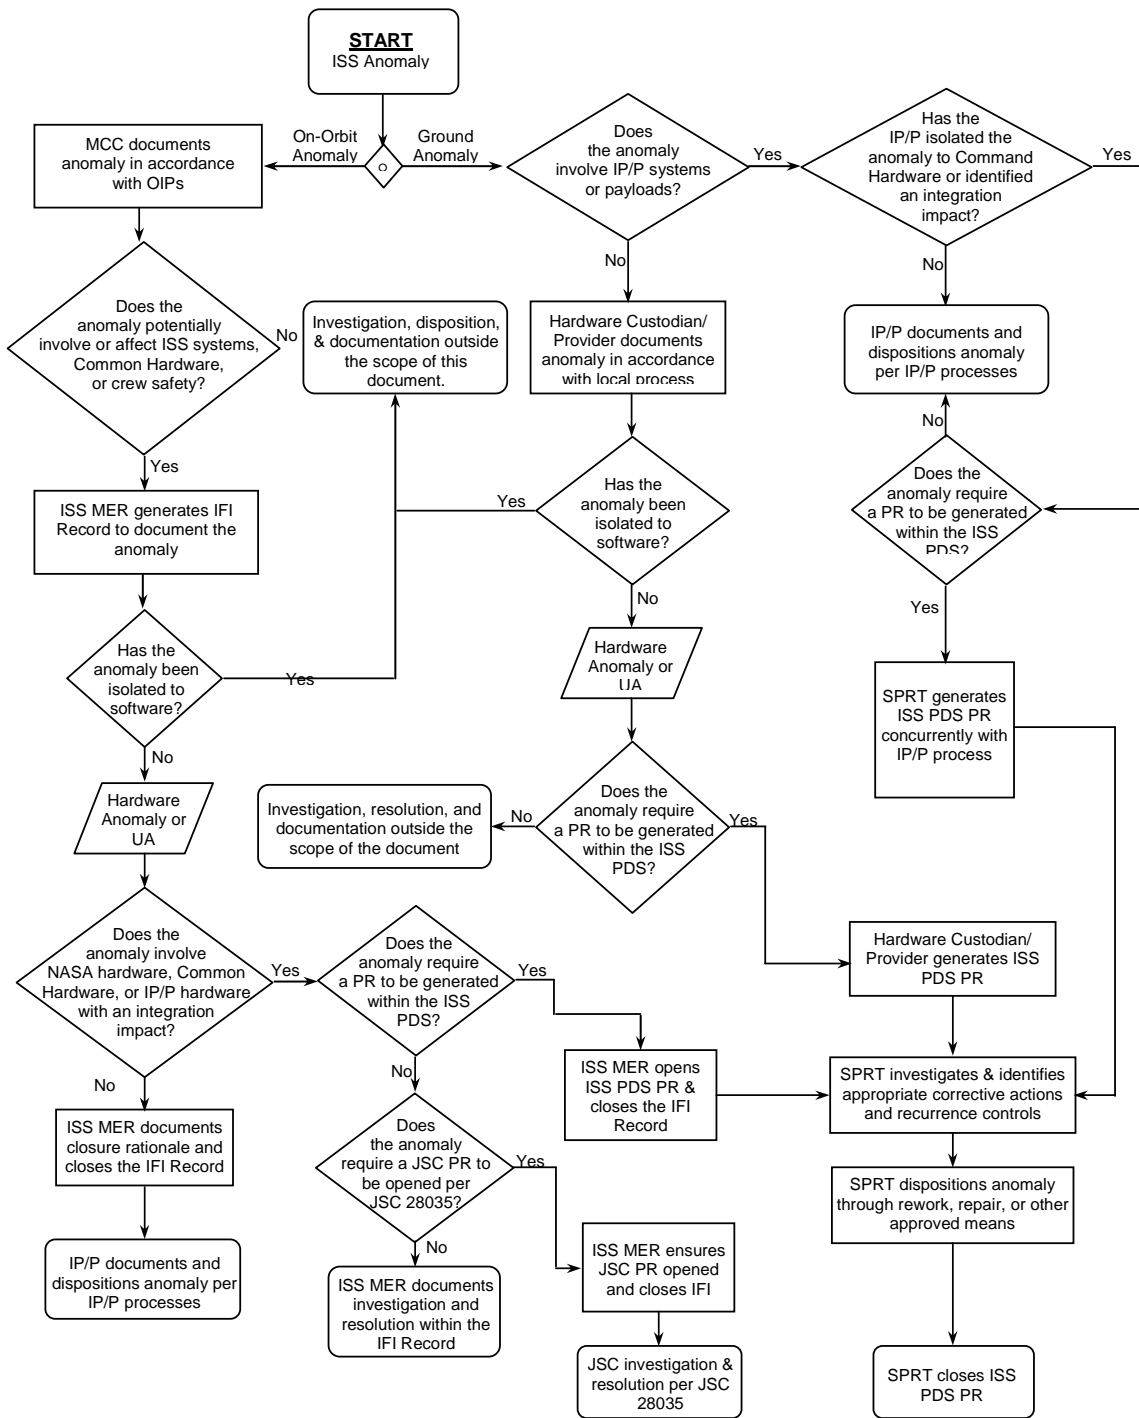 START
ISS Anomaly
On-Orbit
Anomaly
Ground
Anomaly
MCC documents
anomaly in accordance
with OIPs
Does
the anomaly
involve IP/P systems
or payloads?
Yes
Has the
IP/P isolated the
anomaly to Command
Hardware or identified
an integration
impact?
Yes
No
No
Does the
anomaly potentially
involve or affect ISS systems,
Common Hardware,
or crew safety?
No
Investigation, disposition,
& documentation outside
the scope of this
document.
Hardware Custodian/
Provider documents
anomaly in accordance
with local process
IP/P documents and
dispositions anomaly
per IP/P processes
No
Yes
ISS MER generates IFI
Record to document the
anomaly
Yes
Has the
anomaly been
isolated to
software?
Does the
anomaly require
a PR to be generated
within the ISS
PDS?
No
Yes
Has the
anomaly been
isolated to
software?
Yes
Hardware
Anomaly or
UA
SPRT generates
ISS PDS PR
concurrently with
IP/P process
No
Hardware
Anomaly or
UA
Investigation, resolution, and
documentation outside the
scope of the document
No
Does the
anomaly require
a PR to be generated
within the ISS
PDS?
Yes
Does the
anomaly involve
NASA hardware, Common
Hardware, or IP/P hardware
with an integration
impact?
Yes
Does the
anomaly require
a PR to be generated
within the ISS
PDS?
Yes
Hardware Custodian/
Provider generates ISS
PDS PR
No
No
ISS MER opens
ISS PDS PR &
closes the IFI
Record
SPRT investigates & identifies
appropriate corrective actions
and recurrence controls
ISS MER documents
closure rationale and
closes the IFI Record
Does
the anomaly
require a JSC PR to
be opened per
JSC 28035?
Yes
SPRT dispositions anomaly
through rework, repair, or other
approved means
No
IP/P documents and
dispositions anomaly per
IP/P processes
ISS MER ensures
JSC PR opened
and closes IFI
ISS MER documents
investigation and
resolution within the
IFI Record
JSC investigation &
resolution per JSC
28035
SPRT closes ISS
PDS PR